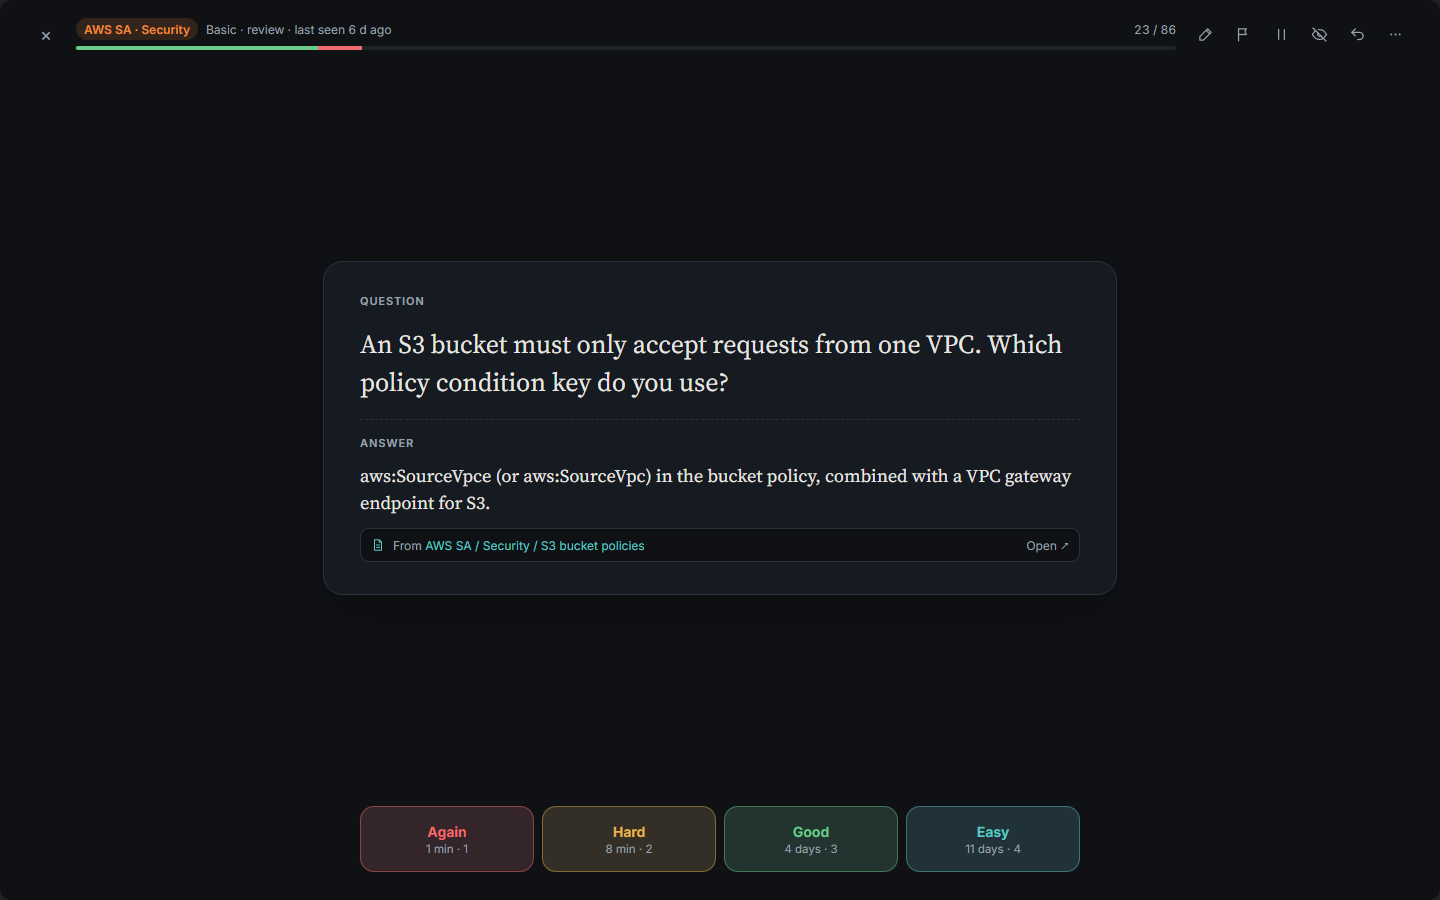 AWS SA · Security Basic · review · last seen 6 d ago 23 / 86
QUESTION
An S3 bucket must only accept requests from one VPC. Which
policy condition key do you use?
ANSWER
aws:SourceVpce (or aws:SourceVpc) in the bucket policy, combined with a VPC gateway
endpoint for S3.
From AWS SA / Security / S3 bucket policies Open ↗
Again
1 min · 1
Hard
8 min · 2
Good
4 days · 3
Easy
11 days · 4